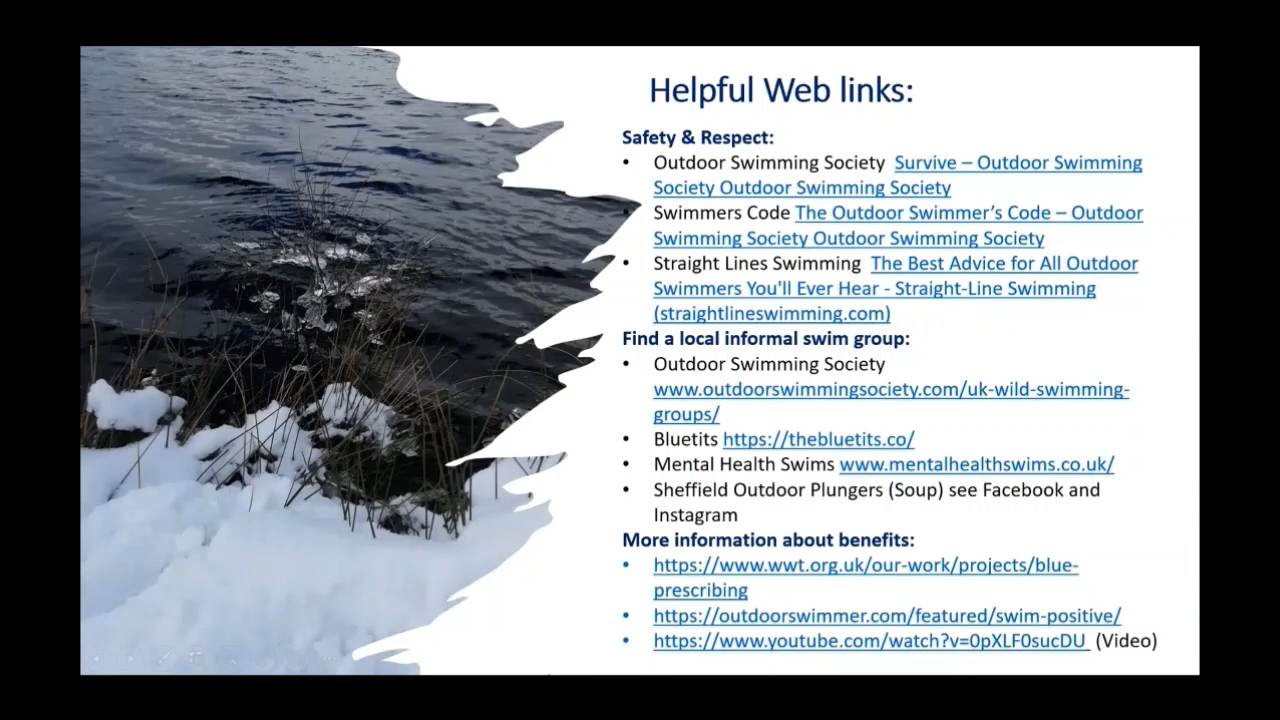 Helpful Web links:
Safety & Respect:
• Outdoor Swimming Society  Survive – Outdoor Swimming
Society Outdoor Swimming Society
Swimmers Code The Outdoor Swimmer’s Code – Outdoor
Swimming Society Outdoor Swimming Society
• Straight Lines Swimming  The Best Advice for All Outdoor
Swimmers You'll Ever Hear - Straight-Line Swimming
(straightlineswimming.com)
Find a local informal swim group:
• Outdoor Swimming Society
www.outdoorswimmingsociety.com/uk-wild-swimming-
groups/
• Bluetits https://thebluetits.co/
• Mental Health Swims www.mentalhealthswims.co.uk/
• Sheffield Outdoor Plungers (Soup) see Facebook and
Instagram
More information about benefits:
• https://www.wwt.org.uk/our-work/projects/blue-
prescribing
• https://outdoorswimmer.com/featured/swim-positive/
• https://www.youtube.com/watch?v=0pXLF0sucDU  (Video)